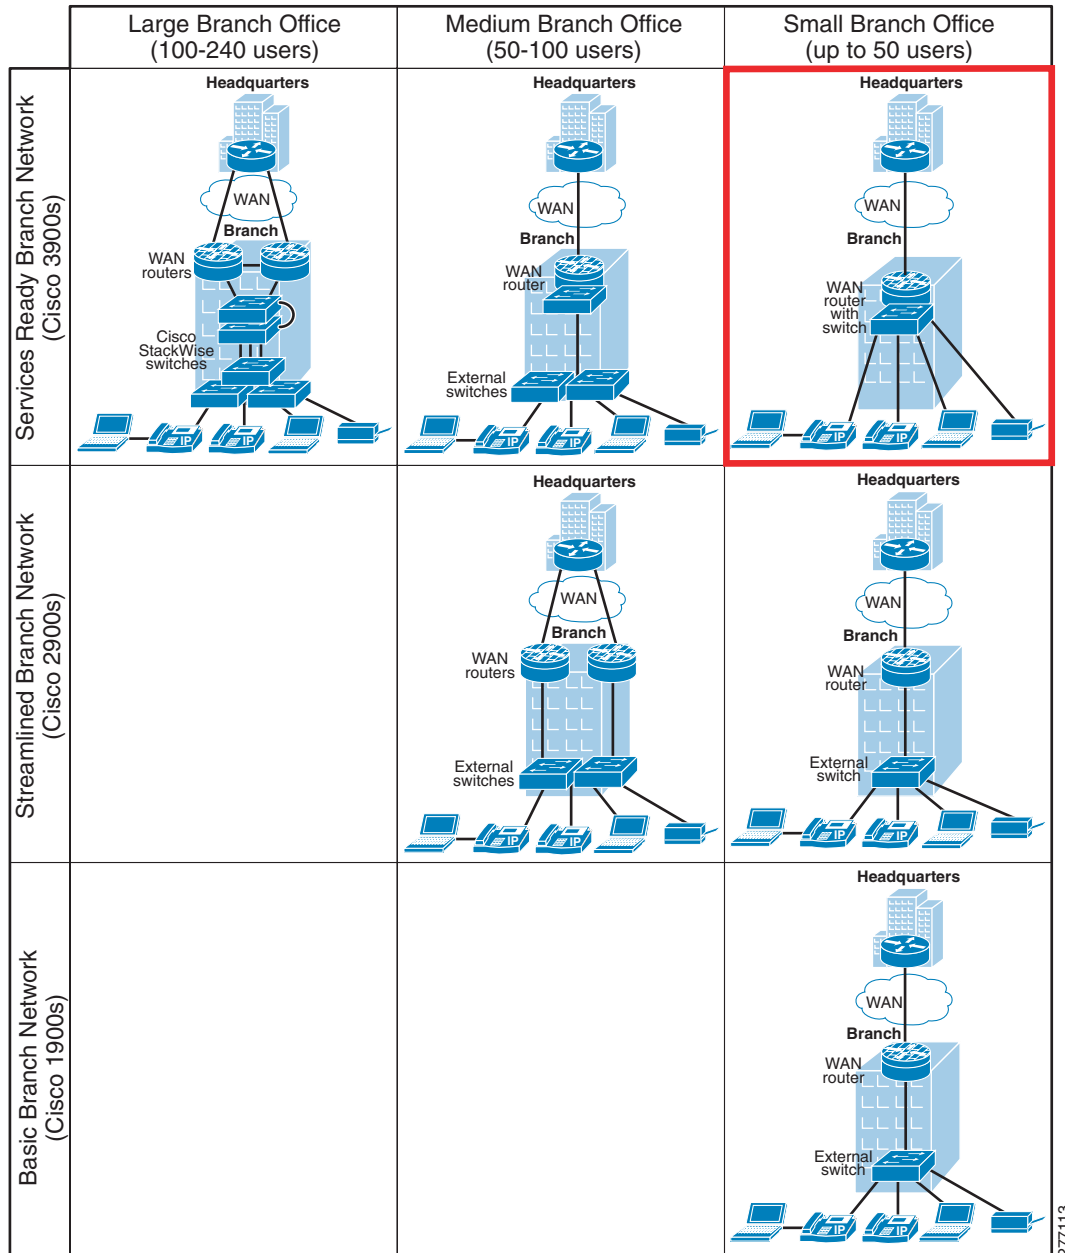 Large Branch Office
(100-240 users)
Medium Branch Office
(50-100 users)
Small Branch Office
(up to 50 users)
Services Ready Branch Network
(Cisco 3900s)
Headquarters
WAN
Branch
WAN
routers
Cisco
StackWise
switches
IP
IP
Headquarters
WAN
Branch
WAN
router
External
switches
IP
IP
Headquarters
WAN
Branch
WAN
router
with
switch
IP
IP
Streamlined Branch Network
(Cisco 2900s)
Headquarters
WAN
Branch
WAN
routers
External
switches
IP
IP
Headquarters
WAN
Branch
WAN
router
External
switch
IP
IP
Basic Branch Network
(Cisco 1900s)
Headquarters
WAN
Branch
WAN
router
External
switch
IP
IP
277113